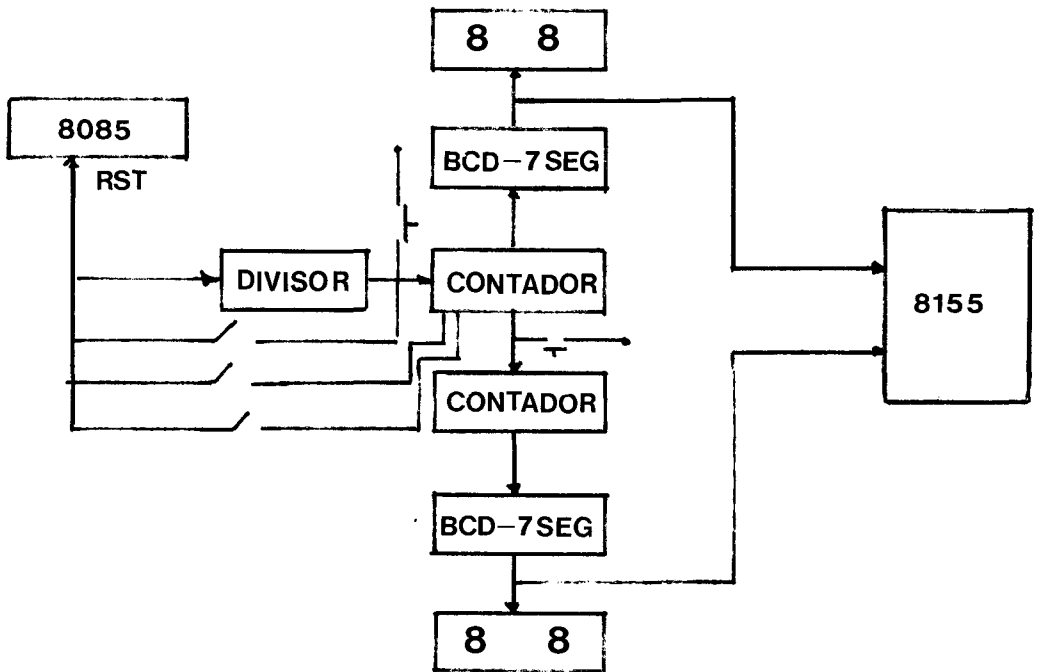 8 8
8085
BCD-7SEG
RST
DIVISOR
CONTADOR
8155
CONTADOR
BCD-7SEG
8 8